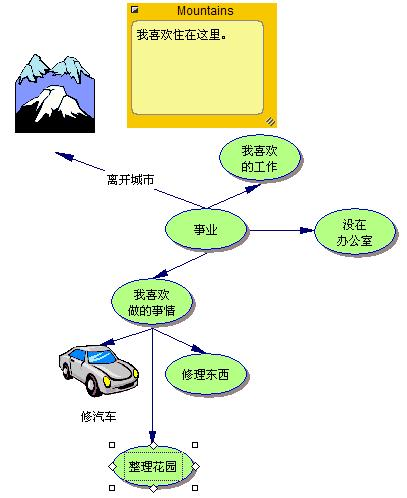 Mountains
我喜欢住在这里。
我喜欢
的工作
离开城市
事业
没在
办公室
我喜欢
做的事情
修理东西
修汽车
整理花园